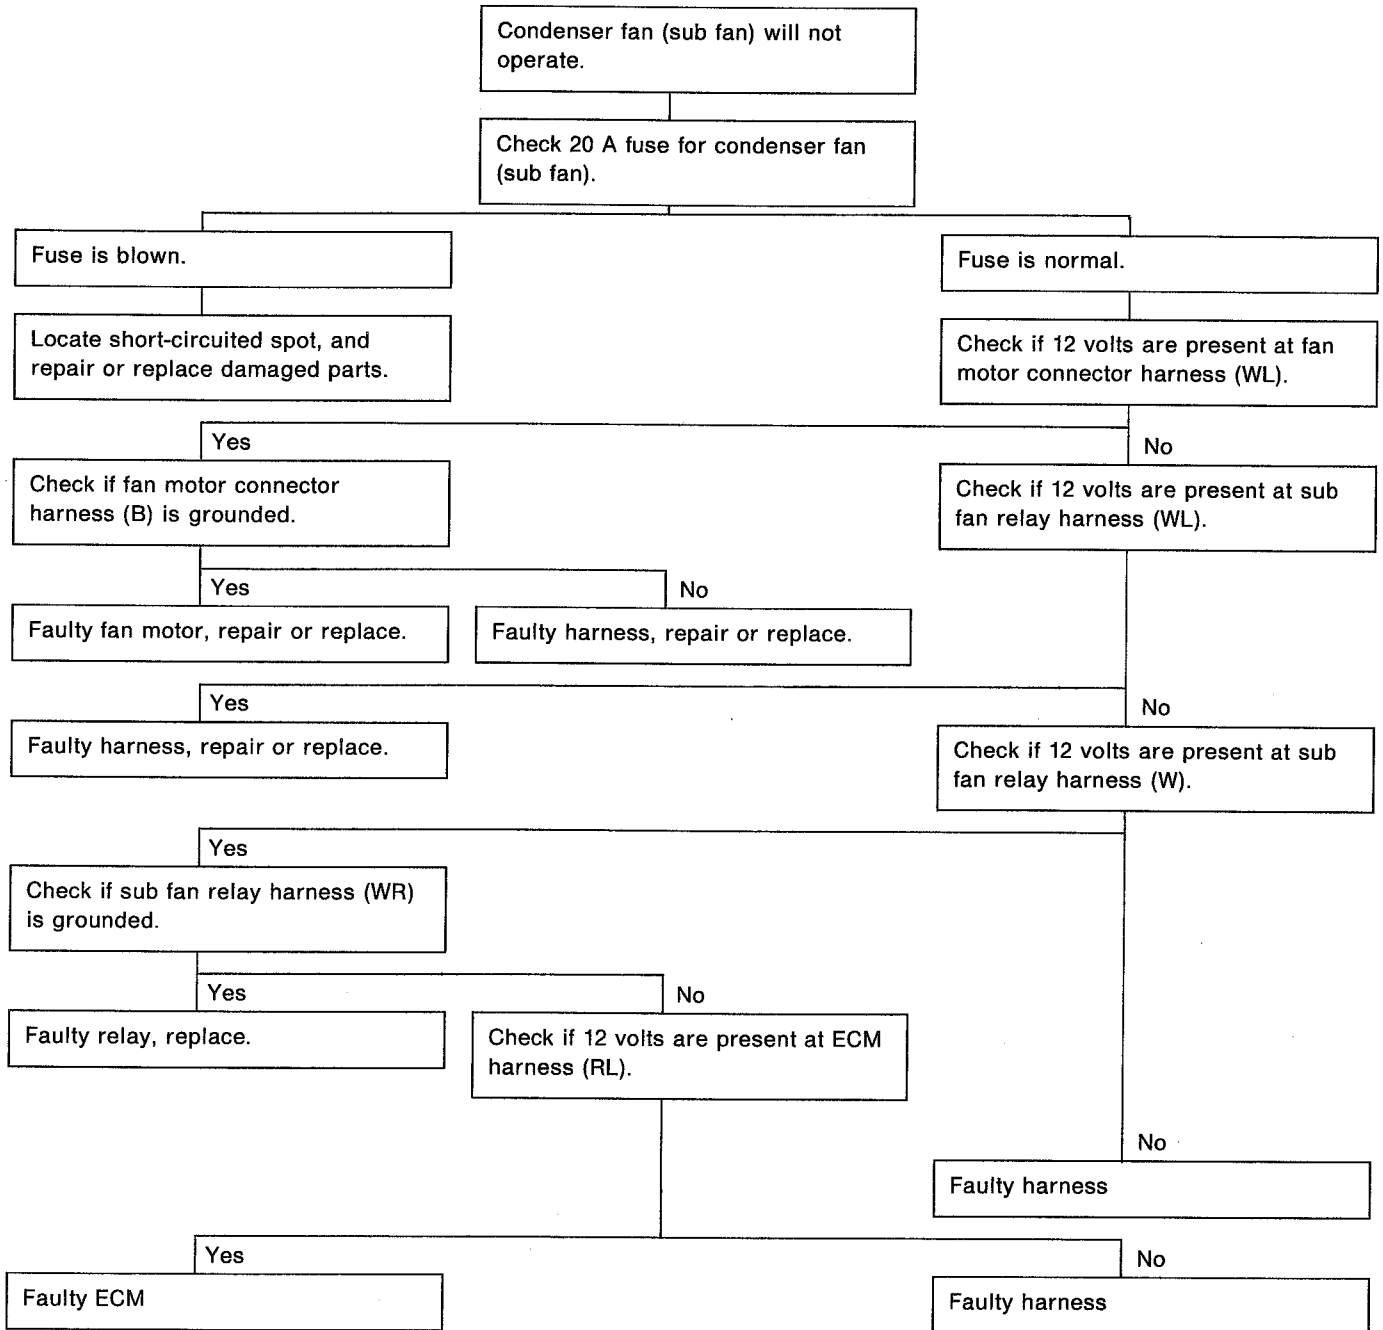 Condenser fan (sub fan) will not
operate.
Check 20 A fuse for condenser fan
(sub fan).
Fuse is blown.
Fuse is normal.
Locate short-circuited spot, and
repair or replace damaged parts.
Check if 12 volts are present at fan
motor connector harness (WL).
Yes
No
Check if fan motor connector
harness (B) is grounded.
Check if 12 volts are present at sub
fan relay harness (WL).
Yes
No
Faulty fan motor, repair or replace.
Faulty harness, repair or replace.
Yes
No
Faulty harness, repair or replace.
Check if 12 volts are present at sub
fan relay harness (W).
Yes
Check if sub fan relay harness (WR)
is grounded.
Yes
No
Faulty relay, replace.
Check if 12 volts are present at ECM
harness (RL).
No
Faulty harness
Yes
No
Faulty ECM
Faulty harness